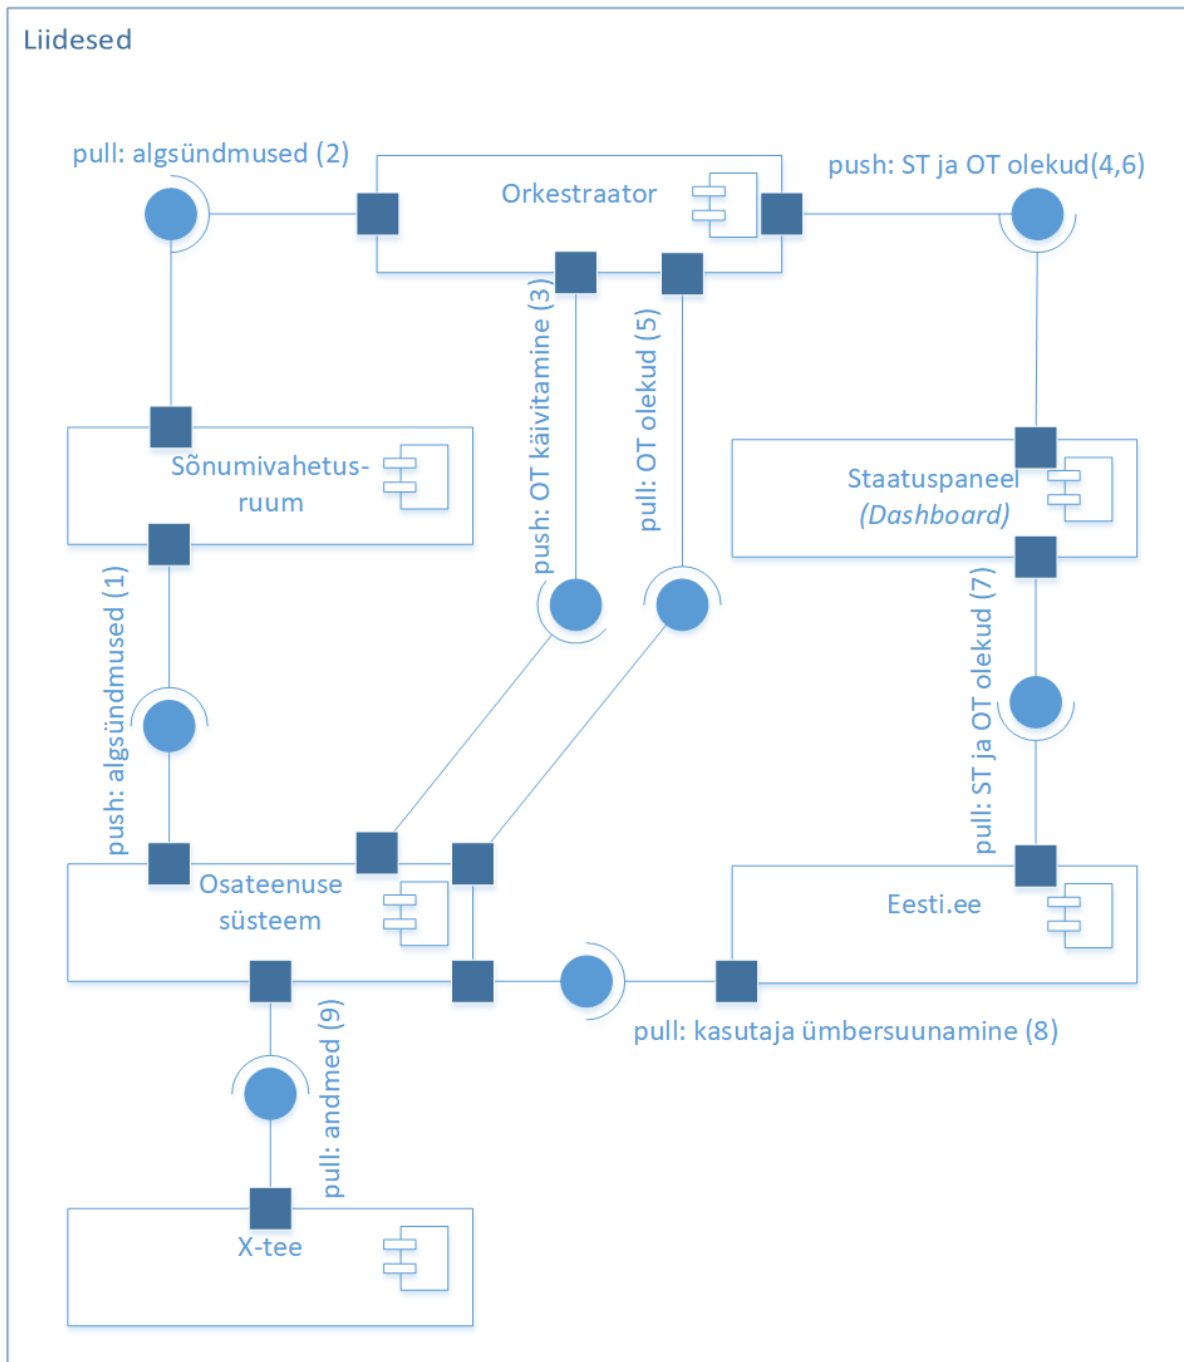 Liidesed
pull: algsündmused (2)
push: ST ja OT olekud(4,6)
Orkestraator
push: OT käivitamine (3)
pull: OT olekud (5)
Sõnumivahetus-
ruum
Staatuspaneel
(Dashboard)
push: algsündmused (1)
pull: ST ja OT olekud (7)
Osateenuse
süsteem
Eesti.ee
pull: kasutaja ümbersuunamine (8)
pull: andmed (9)
X-tee